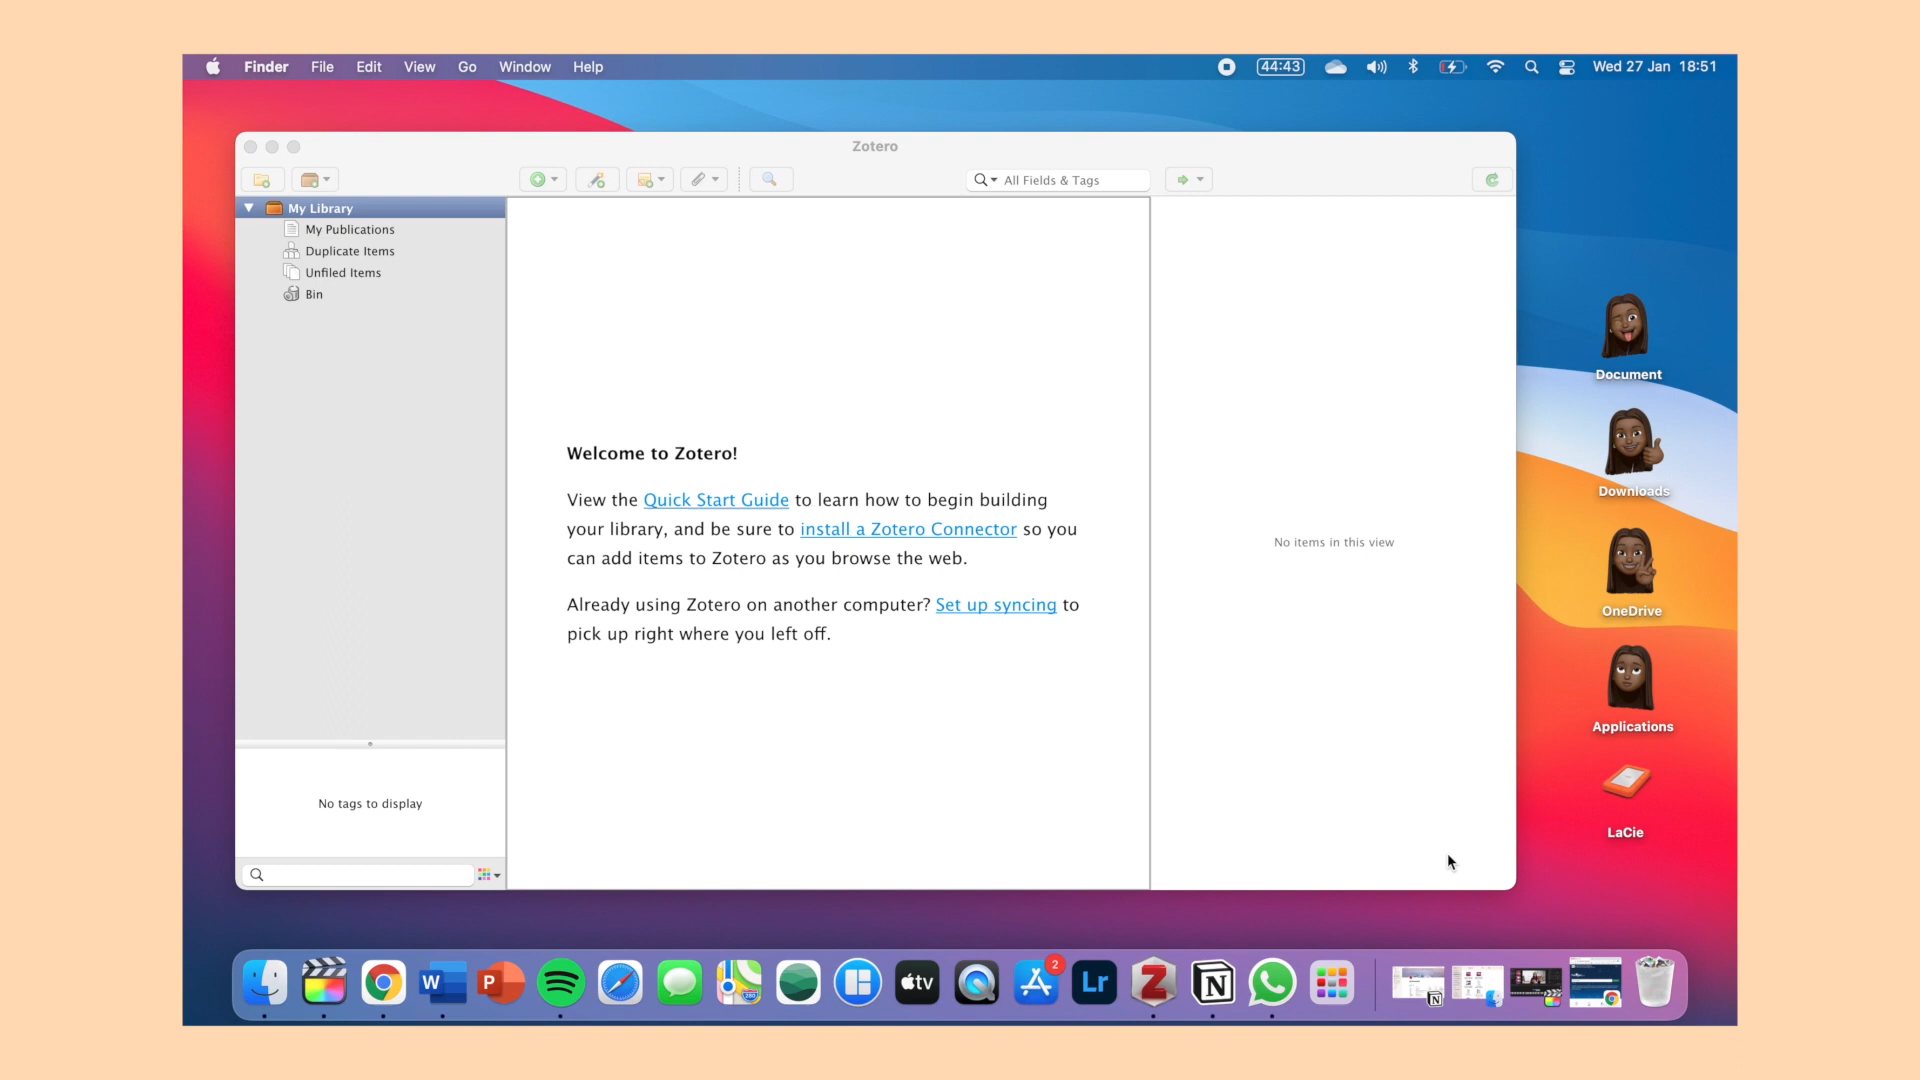 Finder File Edit View Go Window Help
44:43
Wed 27 Jan 18:51
Zotero
All Fields & Tags
My Library
My Publications
Duplicate Items
Unfiled Items
Bin
Welcome to Zotero!
View the Quick Start Guide to learn how to begin building
your library, and be sure to install a Zotero Connector so you
can add items to Zotero as you browse the web.
Already using Zotero on another computer? Set up syncing to
pick up right where you left off.
No items in this view
No tags to display
Document
Downloads
OneDrive
Applications
LaCie
W
P
280
tv
2
Lr
Z
N
N